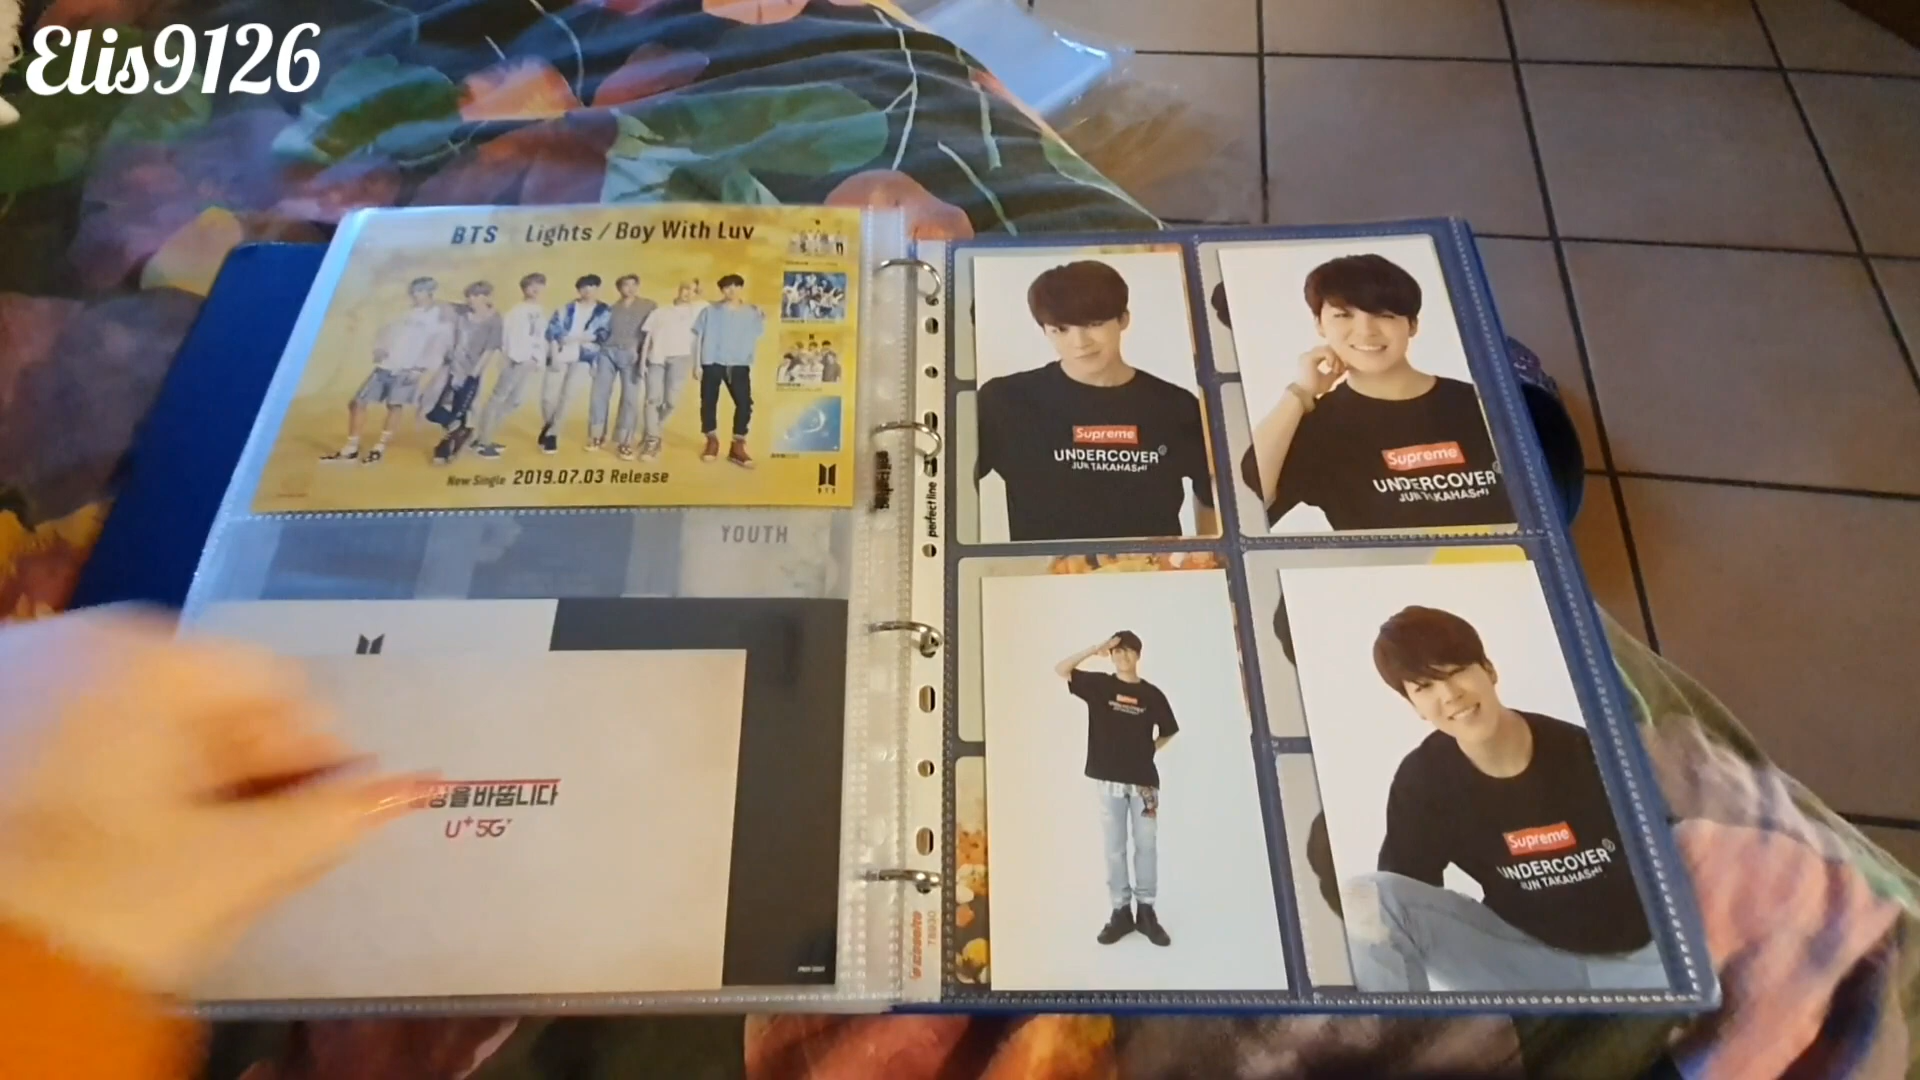 Elis9126
BTS Lights / Boy With Luv
New Single 2019.07.03 Release
BTS
YOUTH
바꿉니다
U+5G
perfect line
78930
Supreme
UNDERCOVER
JUN TAKAHASHI
Supreme
UNDERCOVER
JUN TAKAHASHI
Supreme
UNDERCOVER
JUN TAKAHASHI